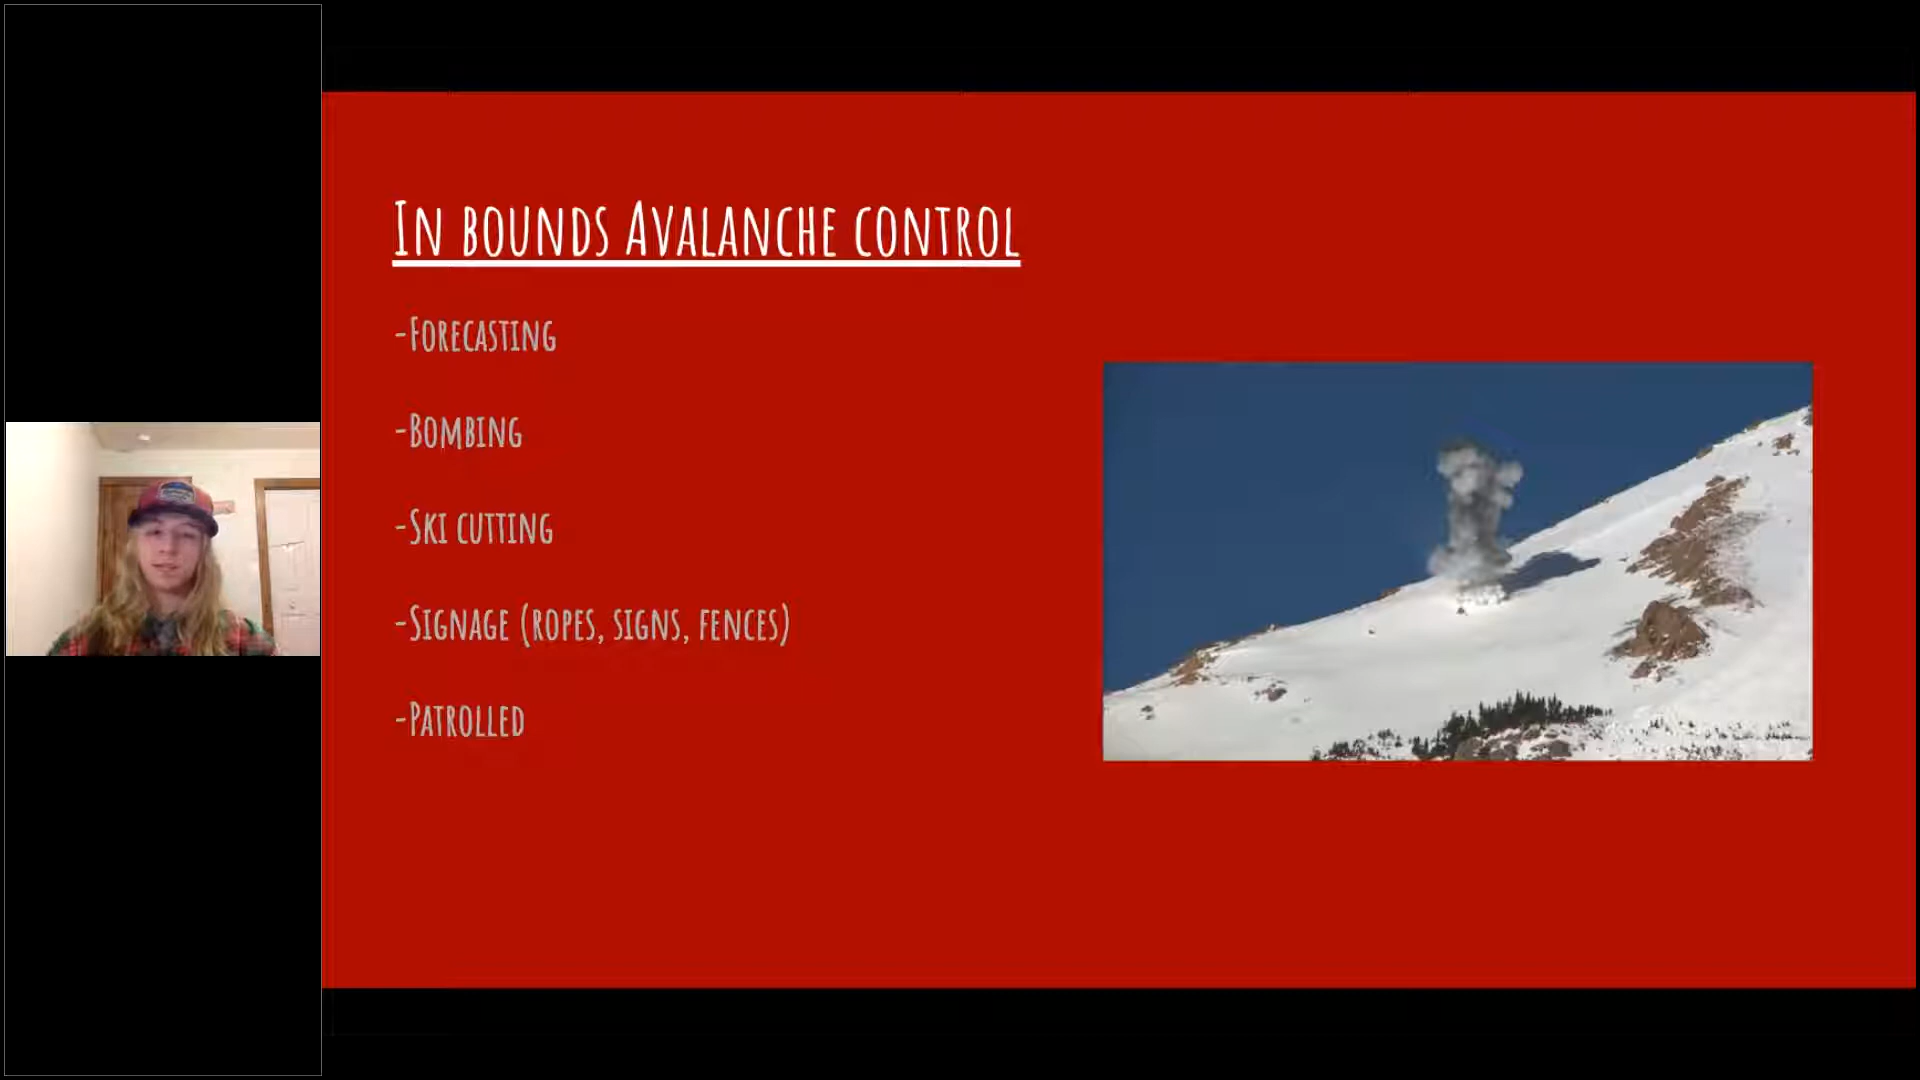 In bounds Avalanche control
-Forecasting
-Bombing
-Ski cutting
-Signage (ropes, signs, fences)
-Patrolled